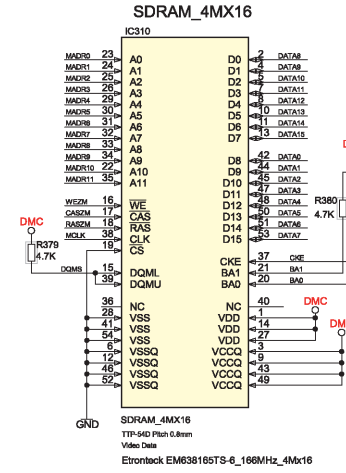 SDRAM_4MX16
IC310
MADR0 23 A0 D0 2 DATA8
MADR1 24 A1 D1 4 DATA9
MADR2 25 A2 D2 5 DATA10
MADR3 26 A3 D3 7 DATA11
MADR4 29 A4 D4 8 DATA12
MADR5 30 A5 D5 10 DATA13
MADR6 31 A6 D6 11 DATA14
MADR7 32 A7 D7 13 DATA15
MADR8 33 A8
MADR9 34 A9 D8 42 DATA0
MADR10 22 A10 D9 44 DATA1
MADR11 35 A11 D10 45 DATA2
D11 47 DATA3
WEZM 16 WE D12 48 DATA4
CASZM 17 CAS D13 50 DATA5
RASZM 18 RAS D14 51 DATA6
MCLK 38 CLK D15 53 DATA7
19 CS
DMC
R379
4.7K
R380
4.7K
CKE 37 CKE
DQMS 15 DQML BA1 21 BA1
39 DQMU BA0 20 BA0
36 NC NC 40
DMC
28 VSS VDD 1
41 VSS VDD 14
54 VSS VDD 27
6 VSSQ VCCQ 3
12 VSSQ VCCQ 9
46 VSSQ VCCQ 43
52 VSSQ VCCQ 49
GND
SDRAM_4MX16
TTP-54D Pitch 0.8mm
Video Data
Etronteck EM638165TS-6_166MHz_4Mx16